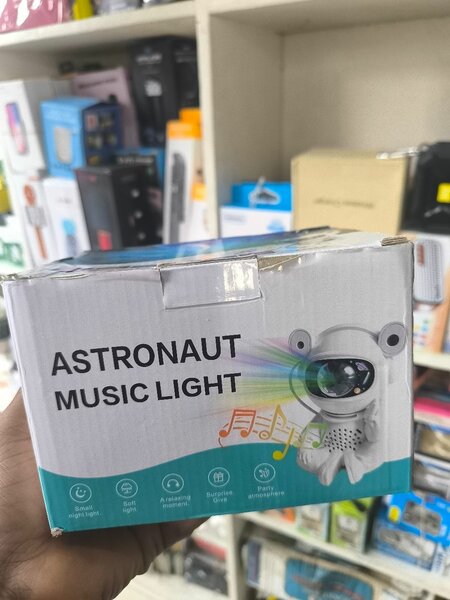 ASTRONAUT
MUSIC LIGHT
Small
night light.
Soft
light.
A relaxing
moment.
Surprise
Give
Party
atmosphere